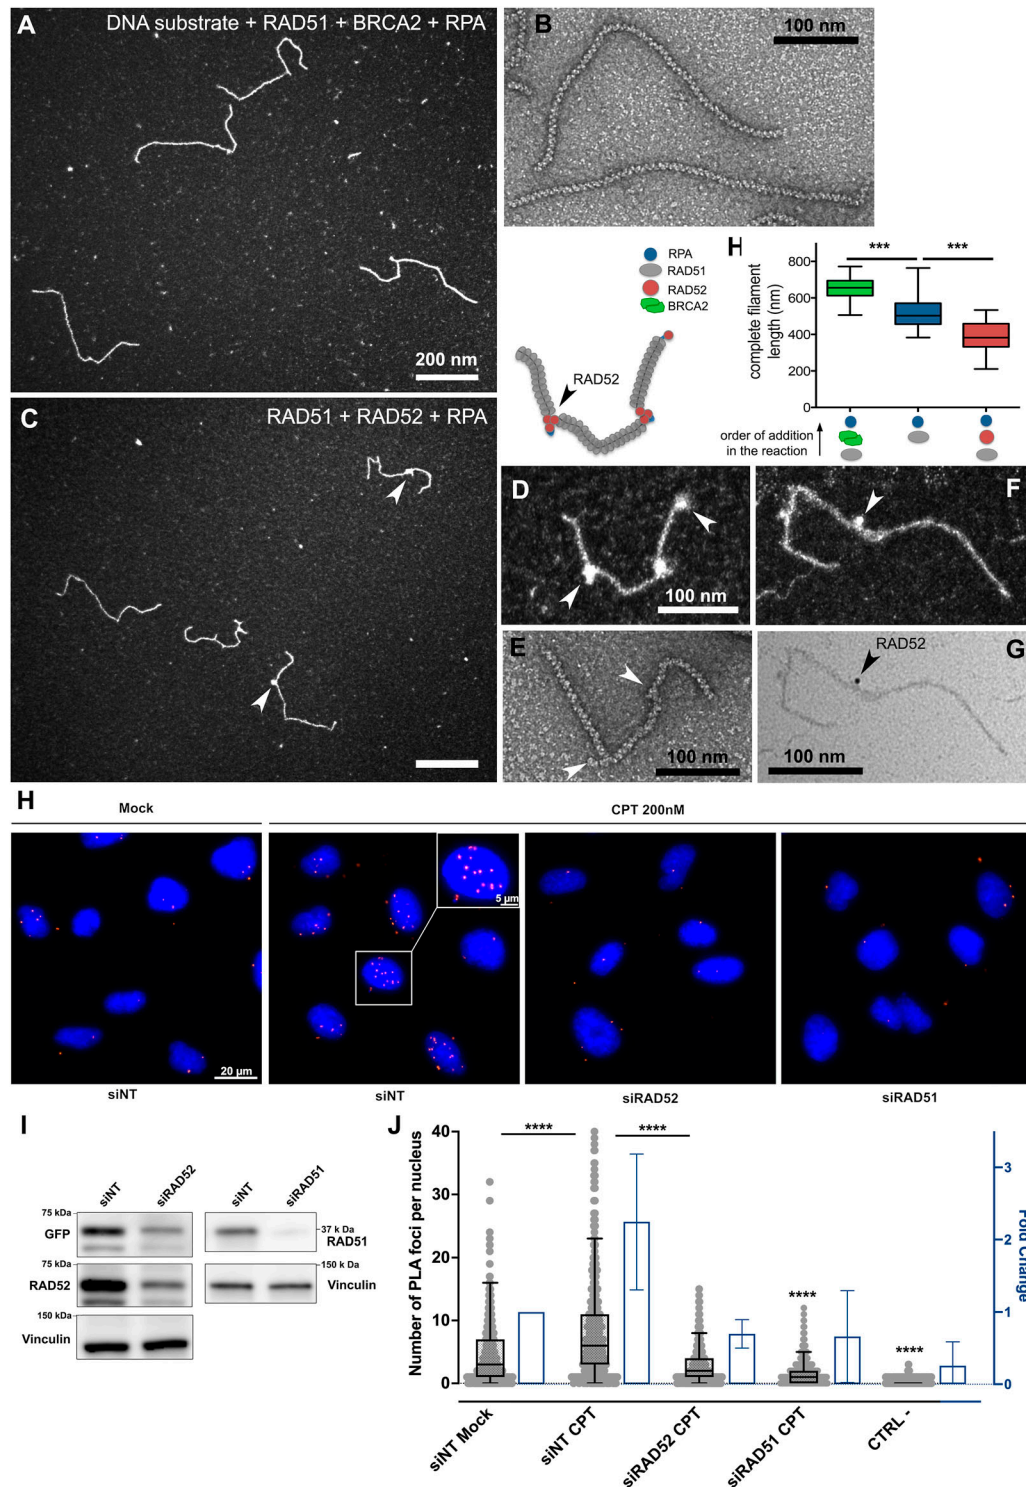 A
DNA substrate + RAD51 + BRCA2 + RPA
200 nm
B
100 nm
C
RAD51 + RAD52 + RPA
RPA
RAD51
RAD52
BRCA2
RAD52
H
*** ***
complete filament
length (nm)
800
600
400
200
0
order of addition
in the reaction
D
100 nm
F
E
100 nm
G
RAD52
100 nm
H
Mock
CPT 200nM
5 µm
20 µm
siNT
siNT
siRAD52
siRAD51
I
siNT
siRAD52
siNT
siRAD51
75 kDa
GFP
37 k Da
RAD51
75 kDa
RAD52
150 k Da
Vinculin
150 kDa
Vinculin
J
Number of PLA foci per nucleus
40
30
20
10
0
**** ****
****
****
3
2
1
0
Fold Change
siNT Mock
siNT CPT
siRAD52 CPT
siRAD51 CPT
CTRL -